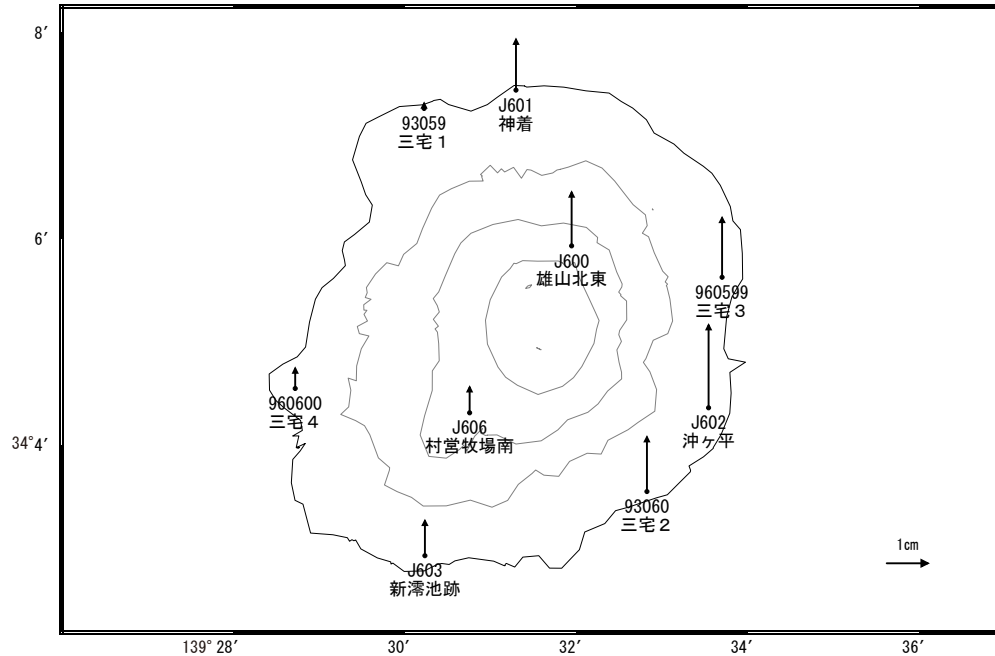 8′
J601
神着
93059
三宅１
6′
J600
雄山北東
960599
三宅３
960600
三宅４
J606
村営牧場南
J602
沖ヶ平
34°4′
93060
三宅２
J603
新澪池跡
1㎝
139°28′
30′
32′
34′
36′